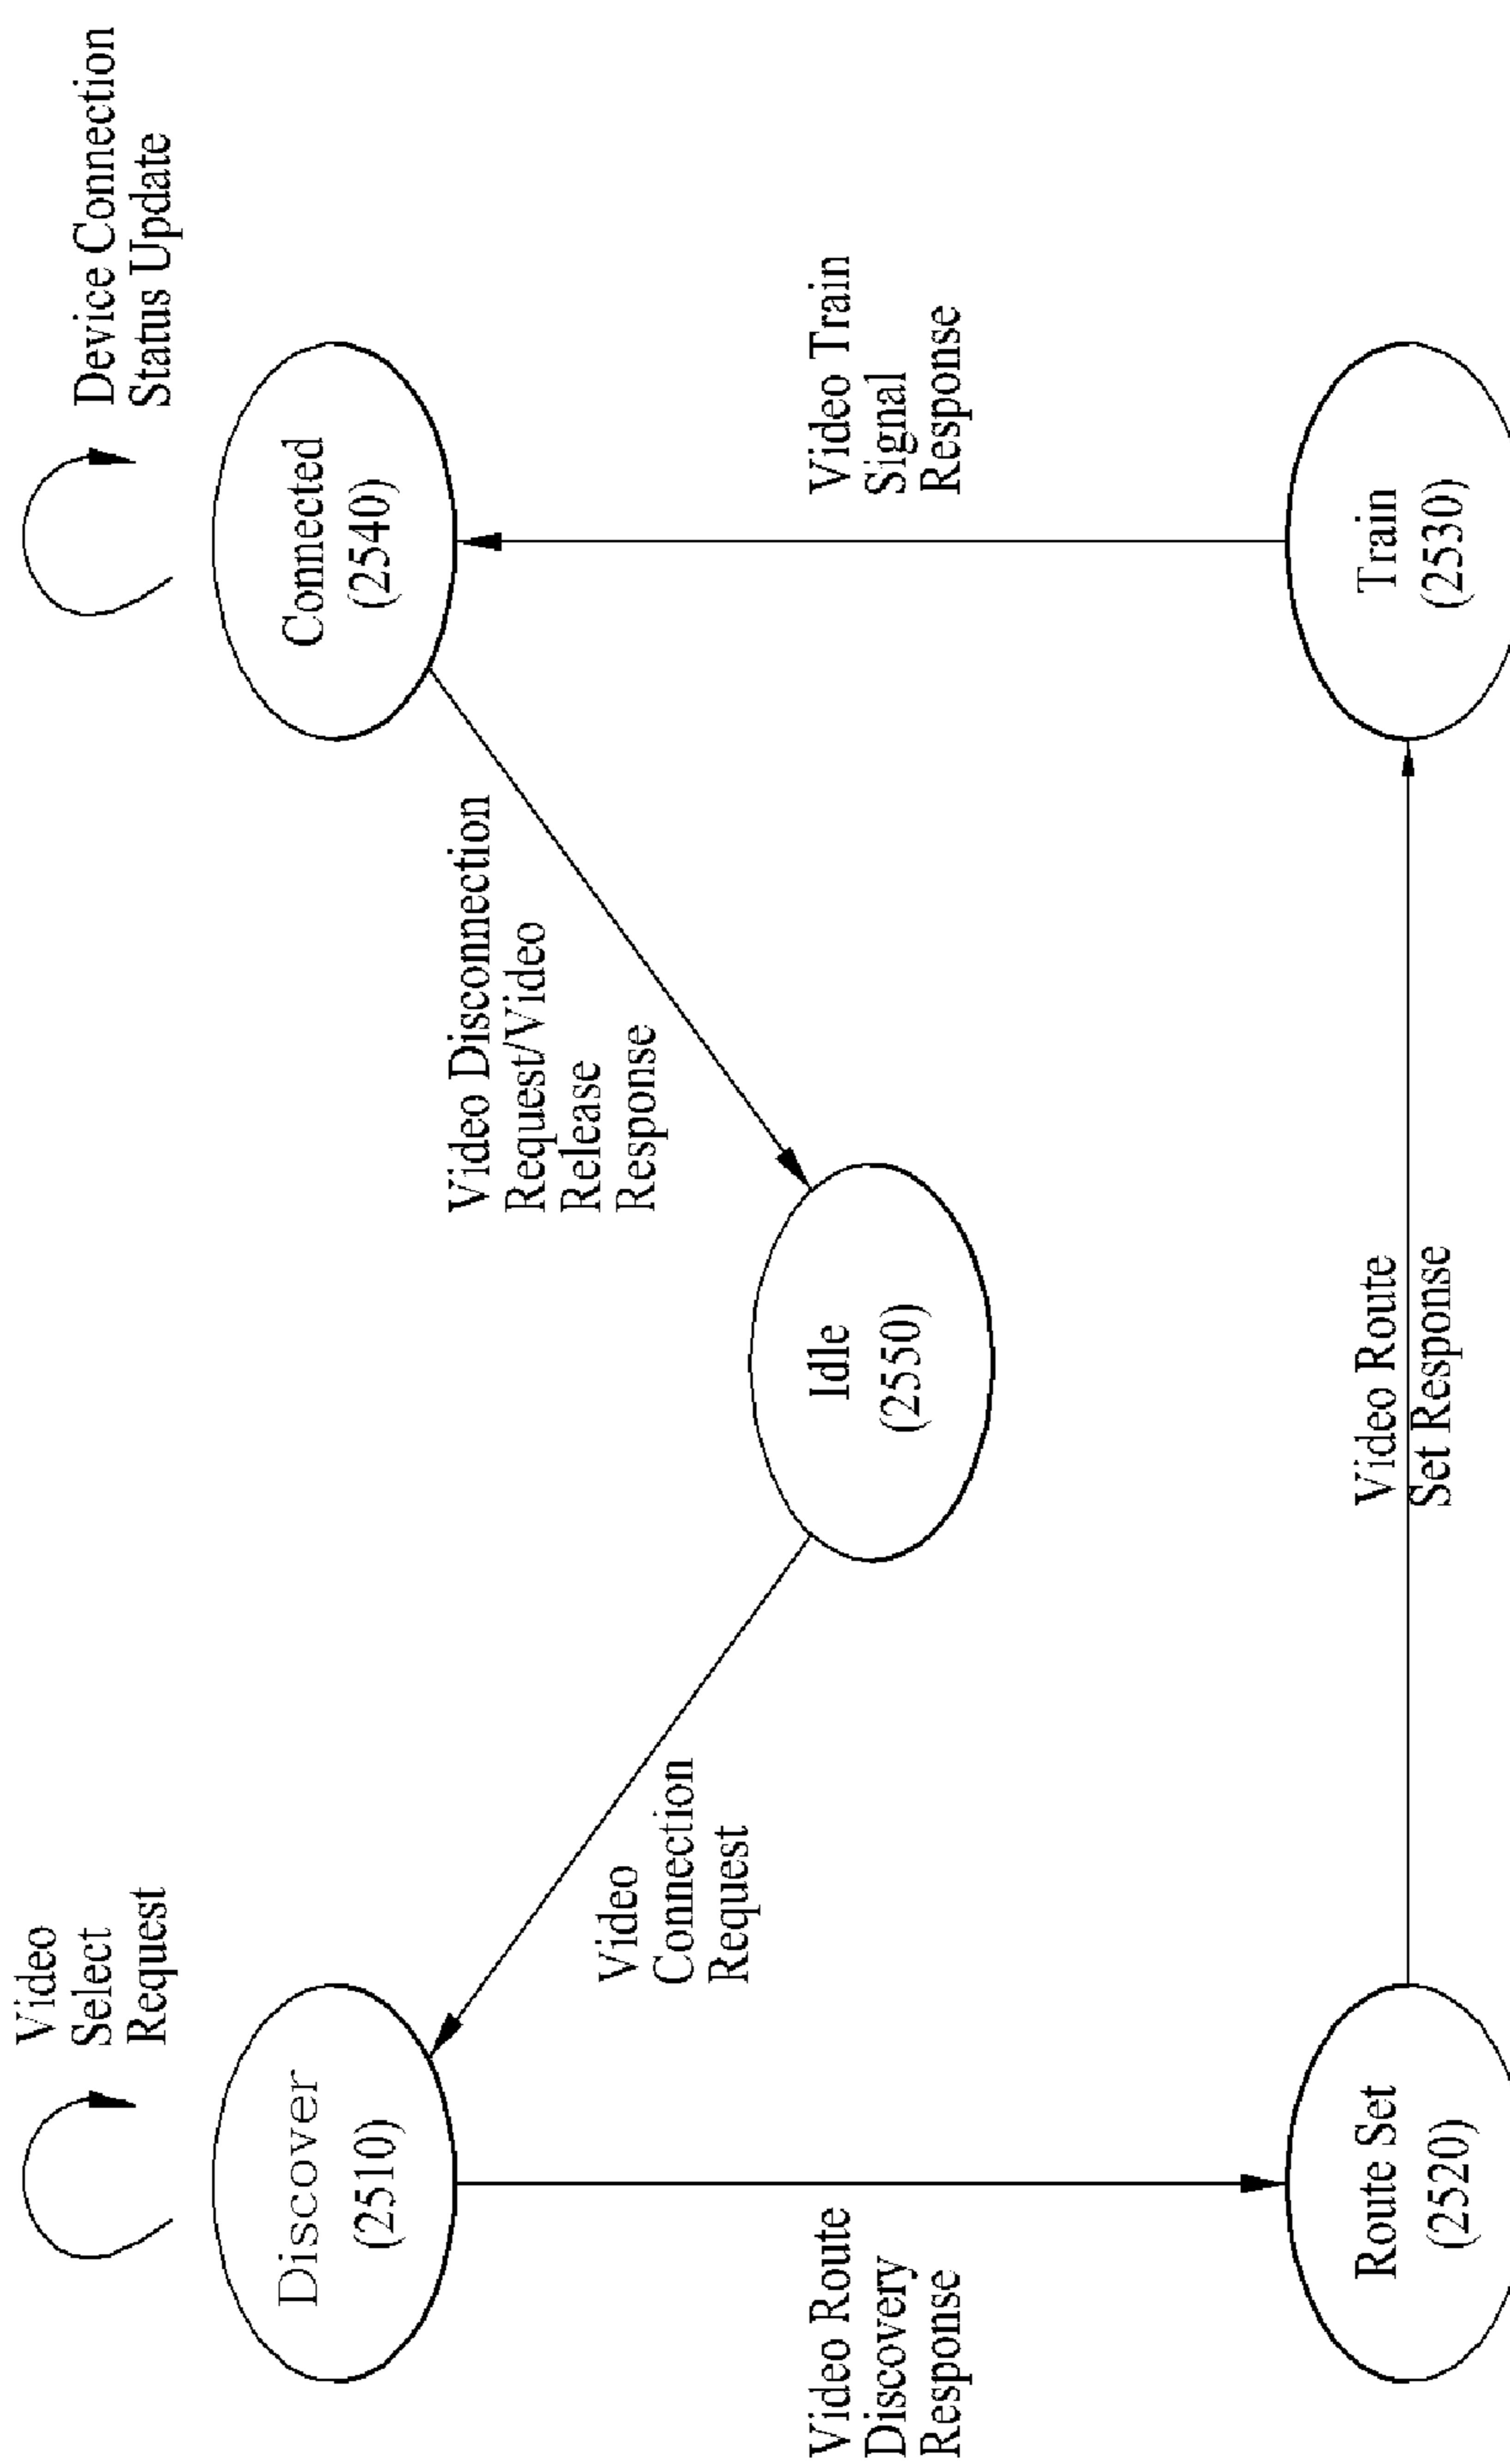 Video
Select
Request
Device Connection
Status Update
Discover
(2510)
Connected
(2540)
Video Disconnection
Request/Video
Release
Response
Video
Connection
Request
Idle
(2550)
Video Route
Discovery
Response
Video Train
Signal
Response
Route Set
(2520)
Video Route
Set Response
Train
(2530)